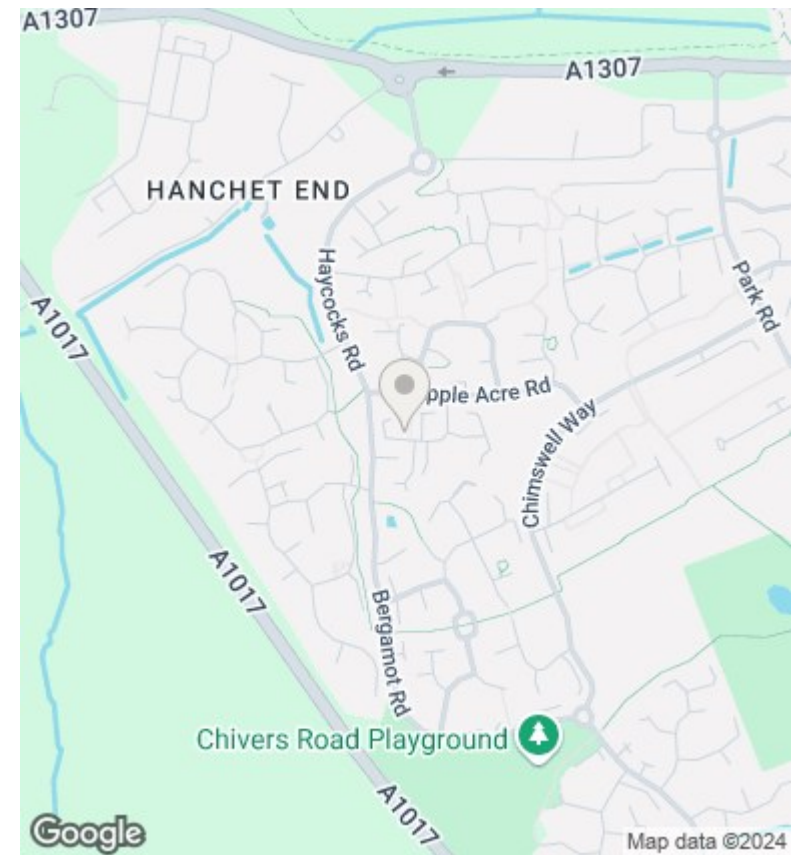 A1307
A1307
HANCHET END
Haycocks Rd
Park Rd
A1017
pple Acre Rd
Chimswell Way
A1017
Bergamot Rd
Chivers Road Playground
A1017
Google
Map data ©2024